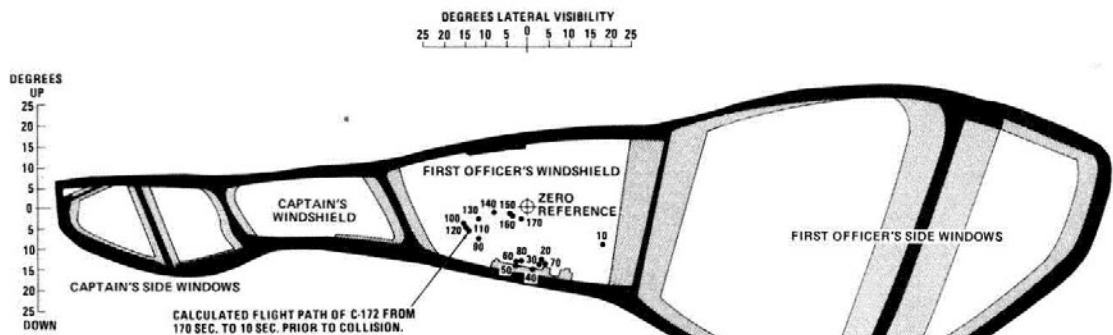 DEGREES LATERAL VISIBILITY
25 20 15 10 5 0 5 10 15 20 25
DEGREES
UP
25
20
15
10
5
0
5
10
15
20
25
DOWN
FIRST OFFICER'S WINDSHIELD
CAPTAIN'S
WINDSHIELD
ZERO
REFERENCE
140 150
130
160 170
100
120 110
90
10
60 80 30 20
70
50 40
FIRST OFFICER'S SIDE WINDOWS
CAPTAIN'S SIDE WINDOWS
CALCULATED FLIGHT PATH OF C-172 FROM
170 SEC. TO 10 SEC. PRIOR TO COLLISION.